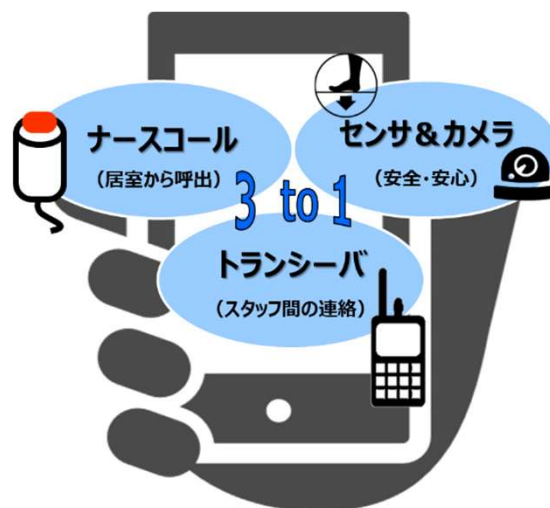 ナースコール
（居室から呼出）
センサ＆カメラ
（安全・安心）
3 to 1
トランシーバ
（スタッフ間の連絡）